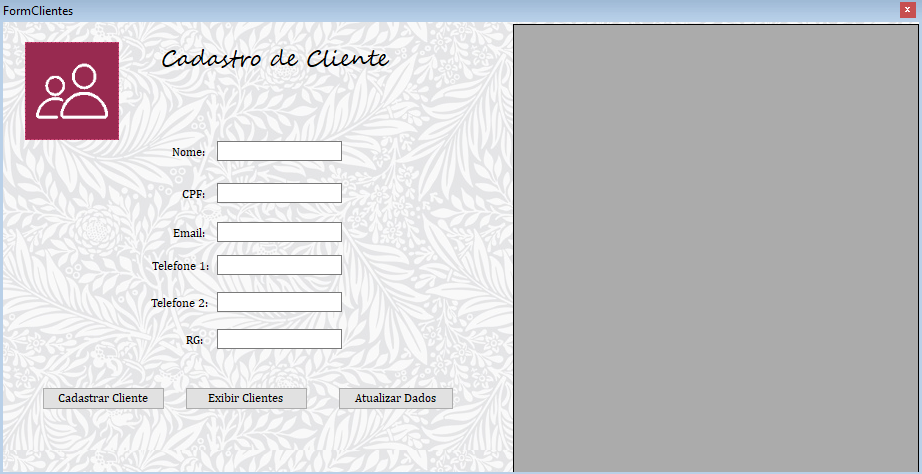 FormClientes
x
Cadastro de Cliente
Nome:
CPF:
Email:
Telefone 1:
Telefone 2:
RG:
Cadastrar Cliente
Exibir Clientes
Atualizar Dados